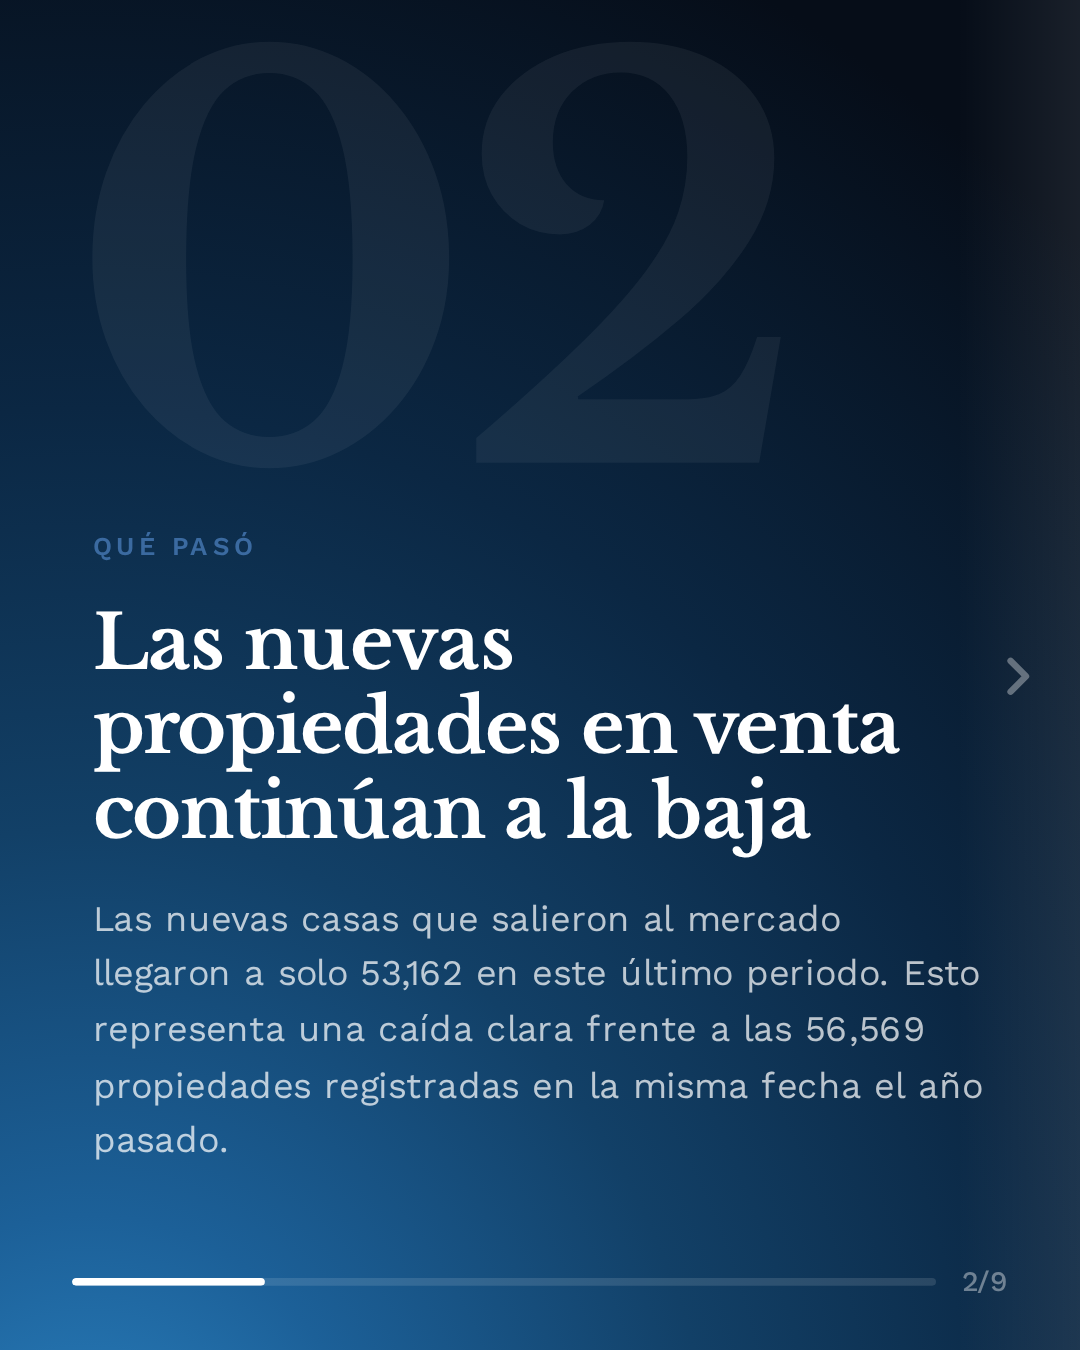 02
QUÉ PASÓ
Las nuevas
propiedades en venta
continúan a la baja
Las nuevas casas que salieron al mercado
llegaron a solo 53,162 en este último periodo. Esto
representa una caída clara frente a las 56,569
propiedades registradas en la misma fecha el año
pasado.
2/9